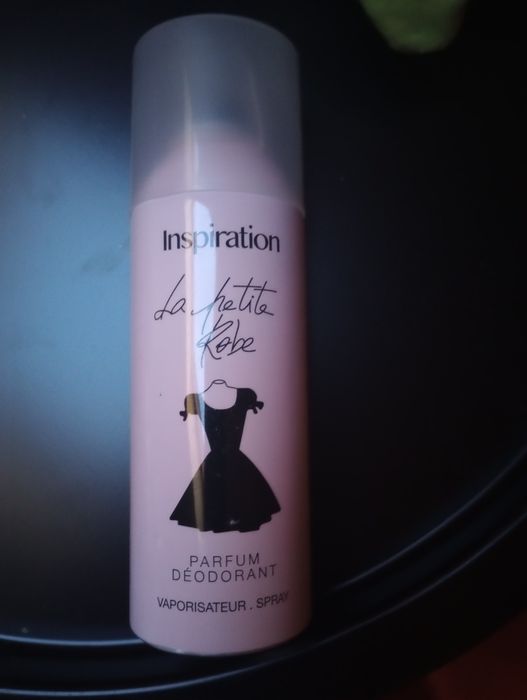 Inspiration
La petite
Robe
PARFUM
DÉODORANT
VAPORISATEUR . SPRAY